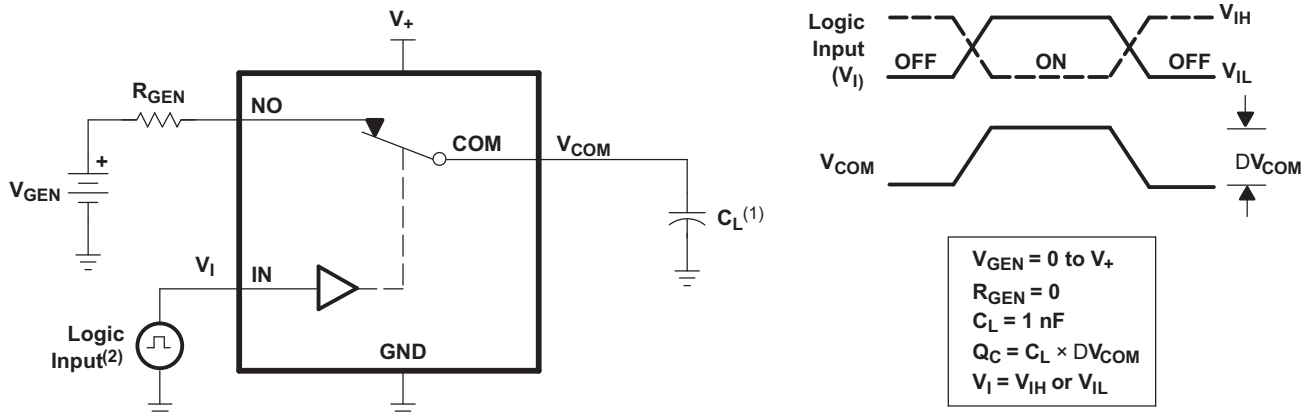 V+
RGEN
NO
COM
VCOM
VGEN
+
CL(1)
VI
IN
Logic
Input(2)
GND
Logic
Input
(VI)
OFF
ON
OFF
VIH
VIL
VCOM
DVCOM
VGEN = 0 to V+
RGEN = 0
CL = 1 nF
QC = CL × DVCOM
VI = VIH or VIL